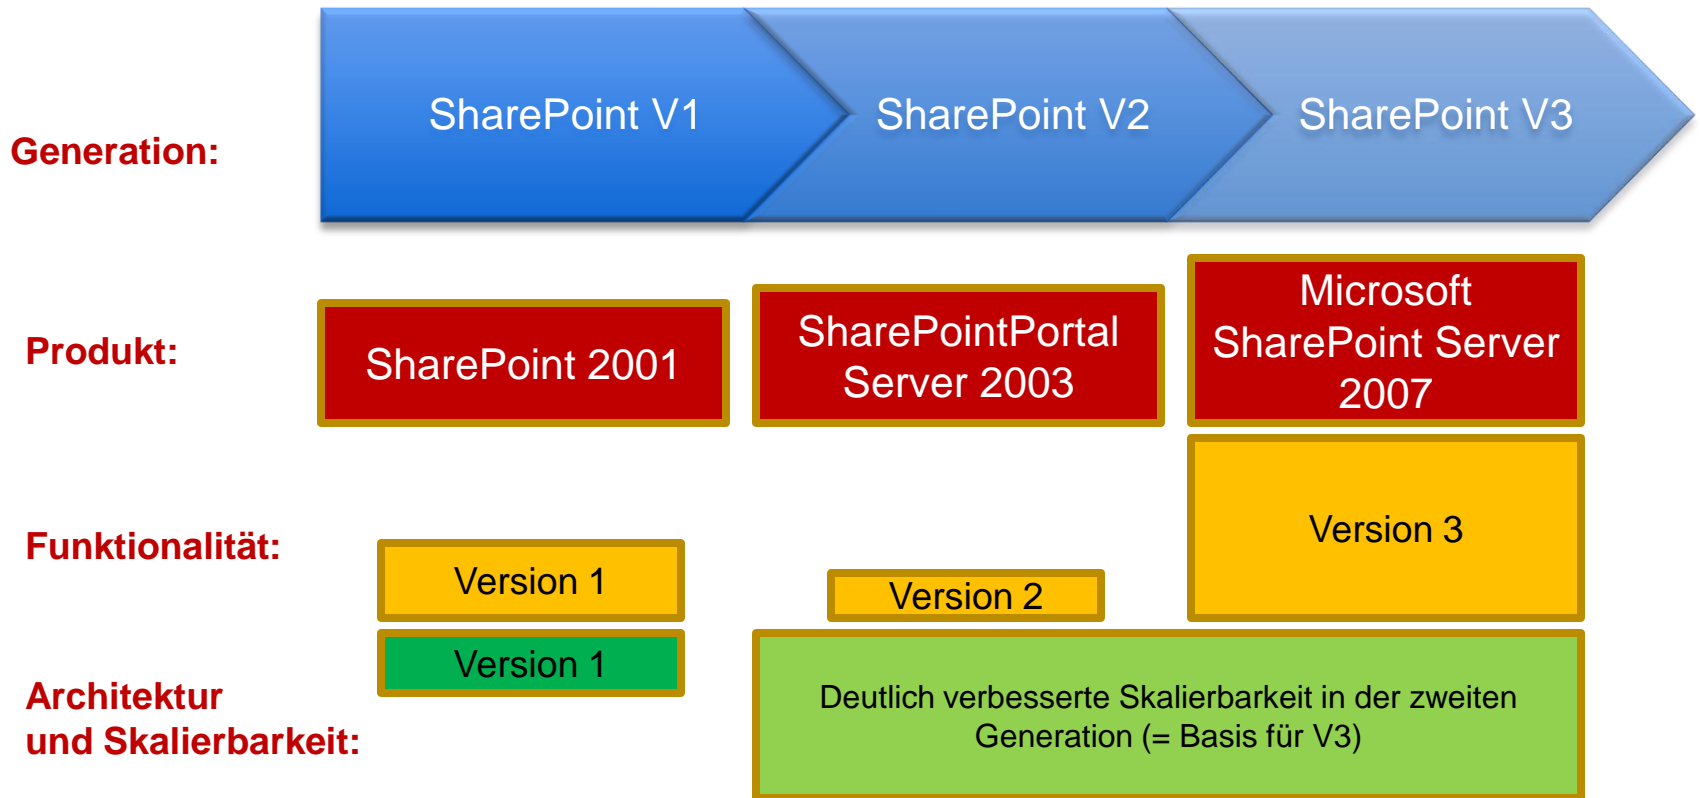 SharePoint V1
SharePoint V2
SharePoint V3
Generation:
Produkt:
SharePoint 2001
SharePointPortal
Server 2003
Microsoft
SharePoint Server
2007
Funktionalität:
Version 1
Version 2
Version 3
Architektur
und Skalierbarkeit:
Version 1
Deutlich verbesserte Skalierbarkeit in der zweiten
Generation (= Basis für V3)